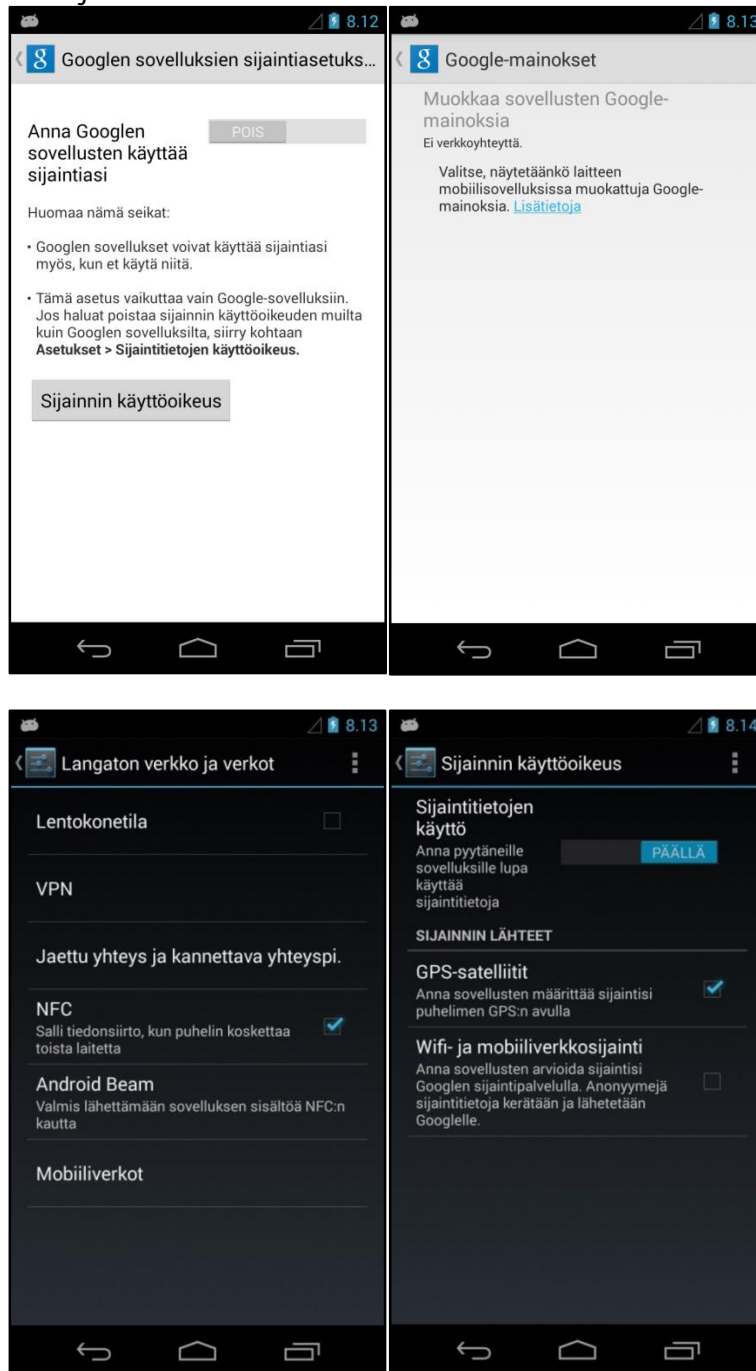 8.12
Googlen sovelluksien sijaintiasetuks...
Anna Googlen
sovellusten käyttää
sijaintiasi
POIS
Huomaa nämä seikat:
• Googlen sovellukset voivat käyttää sijaintiasi
myös, kun et käytä niitä.
• Tämä asetus vaikuttaa vain Google-sovelluksiin.
Jos haluat poistaa sijainnin käyttöoikeuden muilta
kuin Googlen sovelluksilta, siirry kohtaan
Asetukset > Sijaintitietojen käyttöoikeus.
Sijainnin käyttöoikeus
8.13
Google-mainokset
Muokkaa sovellusten Google-
mainoksia
Ei verkkoyhteyttä.
Valitse, näytetäänkö laitteen
mobiilisovelluksissa muokattuja Google-
mainoksia. Lisätietoja
8.13
Langaton verkko ja verkot
Lentokonetila
VPN
Jaettu yhteys ja kannettava yhteyspi.
NFC
Salli tiedonsiirto, kun puhelin koskettaa
toista laitetta
Android Beam
Valmis lähettämään sovelluksen sisältöä NFC:n
kautta
Mobiiliverkot
8.14
Sijainnin käyttöoikeus
Sijaintitietojen
käyttö
Anna pyytäneille
sovelluksille lupa
käyttää
sijaintitietoja
PÄÄLLÄ
SIJAINNIN LÄHTEET
GPS-satelliitit
Anna sovellusten määrittää sijaintisi
puhelimen GPS:n avulla
Wifi- ja mobiiliverkkosijainti
Anna sovellusten arvioida sijaintisi
Googlen sijaintipalvelulla. Anonyymejä
sijaintitietoja kerätään ja lähetetään
Googlelle.